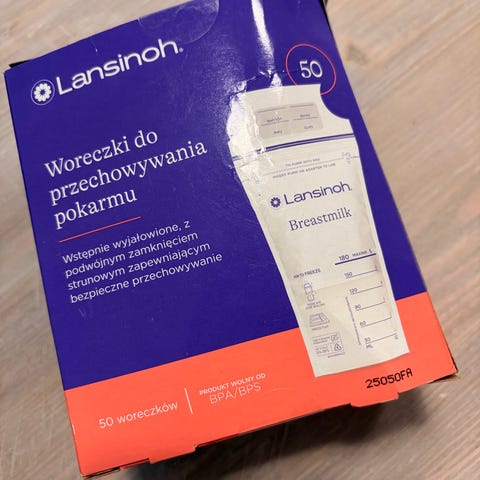 Lansinoh®
50
Woreczki do
przechowywania
pokarmu
Wstępnie wyjałowione, z
podwójnym zamknięciem
strunowym zapewniającym
bezpieczne przechowywanie
Lansinoh.
Breastmilk
180
150
120
90
60
30
50 woreczków
PRODUKT WOLNY OD
BPA/BPS
25050FA